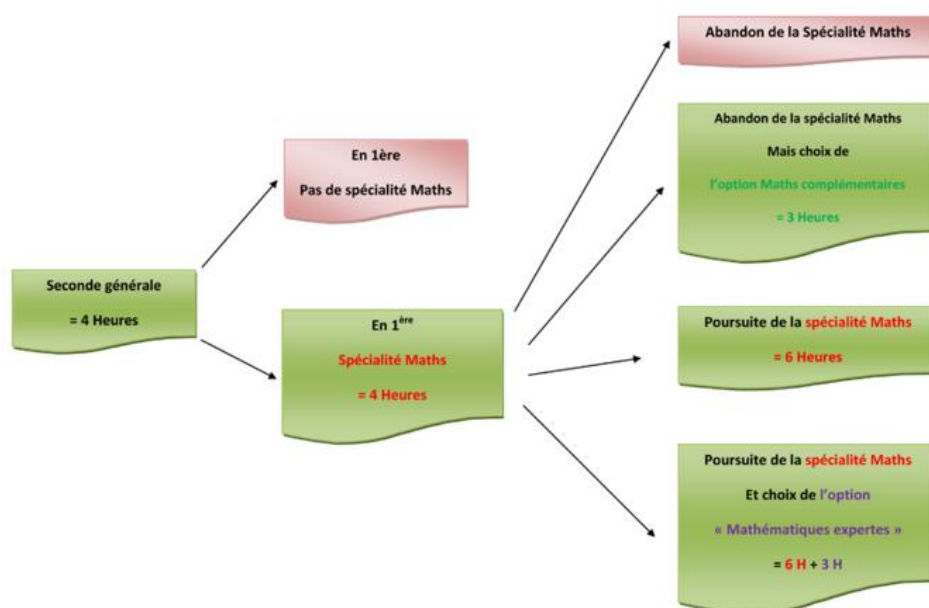 Seconde générale
= 4 Heures
En 1ère
Pas de spécialité Maths
En 1ère
Spécialité Maths
= 4 Heures
Abandon de la Spécialité Maths
Abandon de la spécialité Maths
Mais choix de
l'option Maths complémentaires
= 3 Heures
Poursuite de la spécialité Maths
= 6 Heures
Poursuite de la spécialité Maths
Et choix de l'option
« Mathématiques expertes »
= 6 H + 3 H